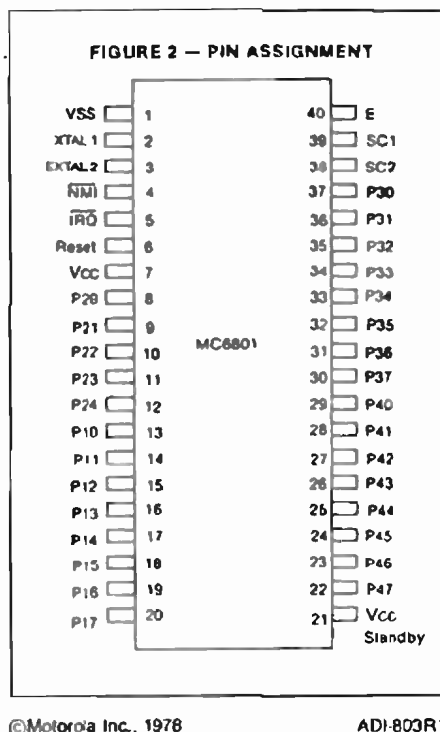 FIGURE 2 — PIN ASSIGNMENT
VSS 1 40 E
XTAL 1 2 39 SC1
EXTAL 2 3 38 SC2
NMI 4 37 P30
IRQ 5 36 P31
Reset 6 35 P32
VCC 7 34 P33
P20 8 33 P34
P21 9 32 P35
P22 10 31 P36
P23 11 30 P37
P24 12 29 P40
P10 13 28 P41
P11 14 27 P42
P12 15 26 P43
P13 16 25 P44
P14 17 24 P45
P15 18 23 P46
P16 19 22 P47
P17 20 21 VCC
Standby
MC6801
©Motorola Inc., 1978 ADI-803R1